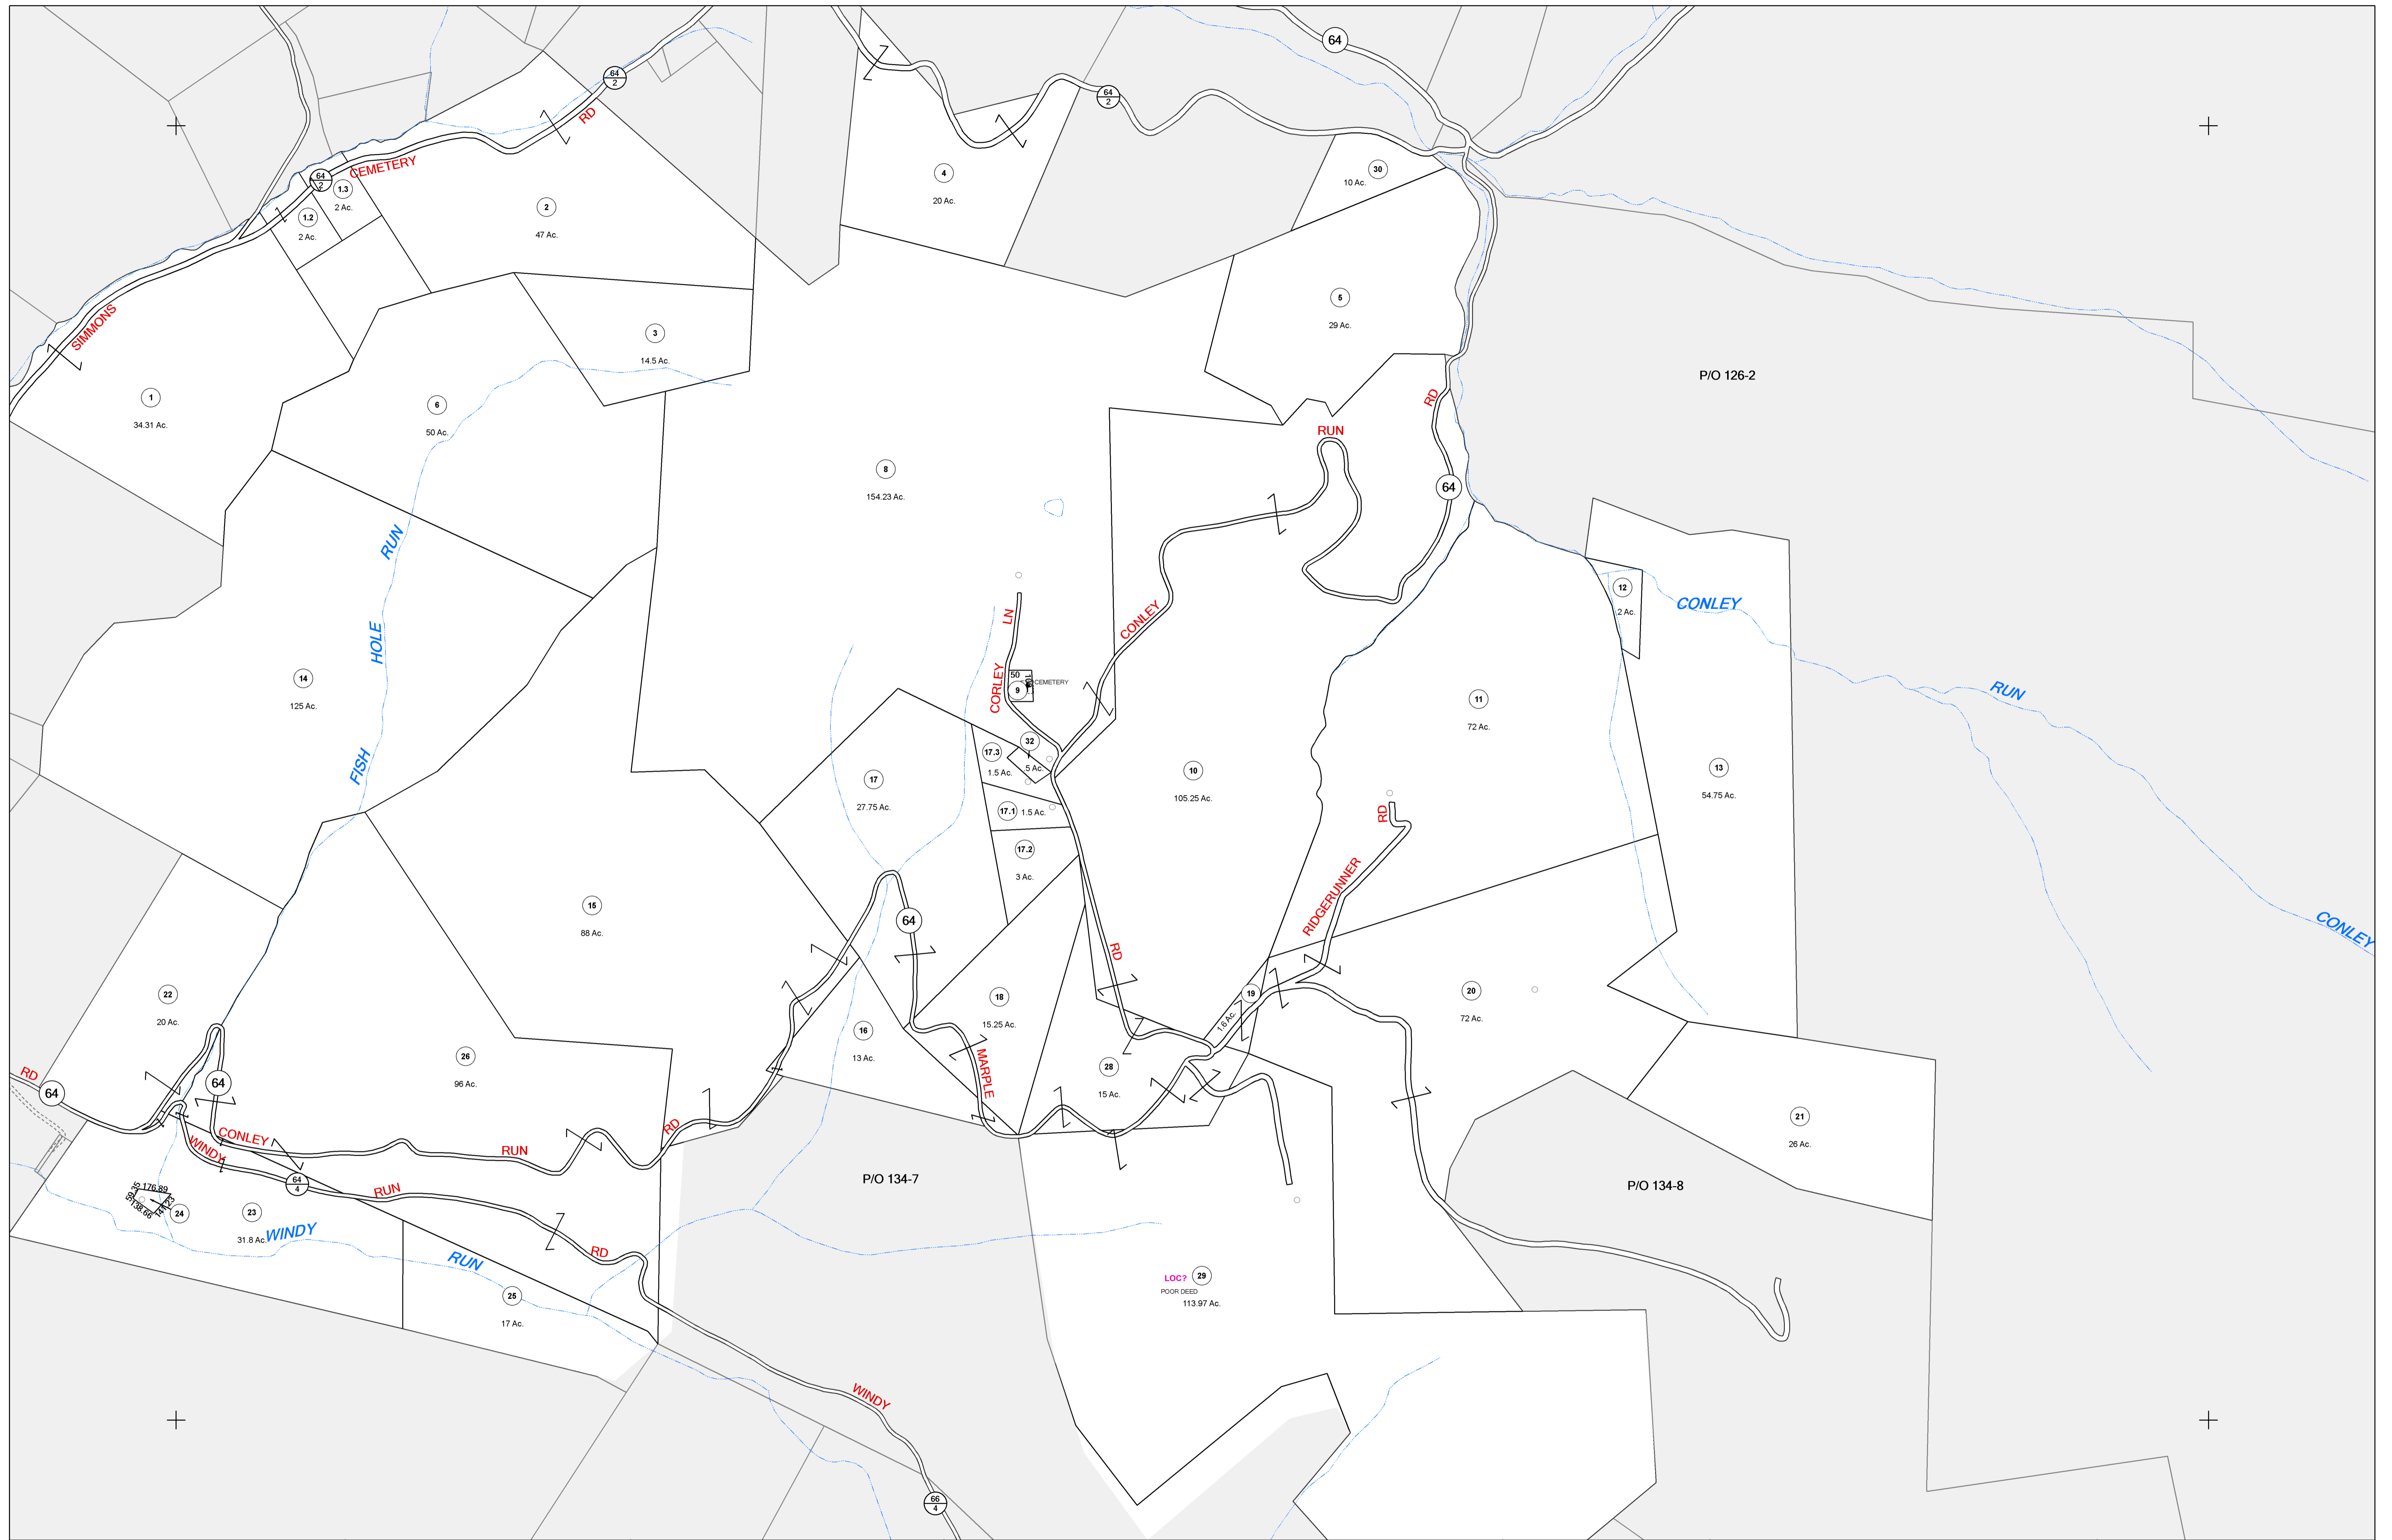 64
64
2
64
2
RD
CEMETERY
64
2
1.3
2 Ac.
1.2
2 Ac.
2
47 Ac.
4
20 Ac.
30
10 Ac.
SIMMONS
3
14.5 Ac.
5
29 Ac.
P/O 126-2
1
34.31 Ac.
6
50 Ac.
RD
RUN
8
154.23 Ac.
64
RUN
HOLE
FISH
12
.2 Ac.
CONLEY
RUN
CONLEY
LN
CORLEY
CONLEY
50
9
CEMETERY
14
125 Ac.
11
72 Ac.
32
.5 Ac.
17.3
1.5 Ac.
17
27.75 Ac.
17.1
1.5 Ac.
17.2
3 Ac.
10
105.25 Ac.
13
54.75 Ac.
RD
RIDGERUNNER
15
88 Ac.
64
RD
22
20 Ac.
18
15.25 Ac.
19
1.6 Ac.
20
72 Ac.
16
13 Ac.
MARPLE
28
15 Ac.
26
96 Ac.
RD
64
64
21
26 Ac.
CONLEY
RUN
RD
WINDY
64
4
RUN
RD
P/O 134-7
P/O 134-8
59.35
176.89
138.66
24
23
31.8 Ac.
WINDY
RUN
25
17 Ac.
LOC?
29
POOR DEED
113.97 Ac.
WINDY
66
4